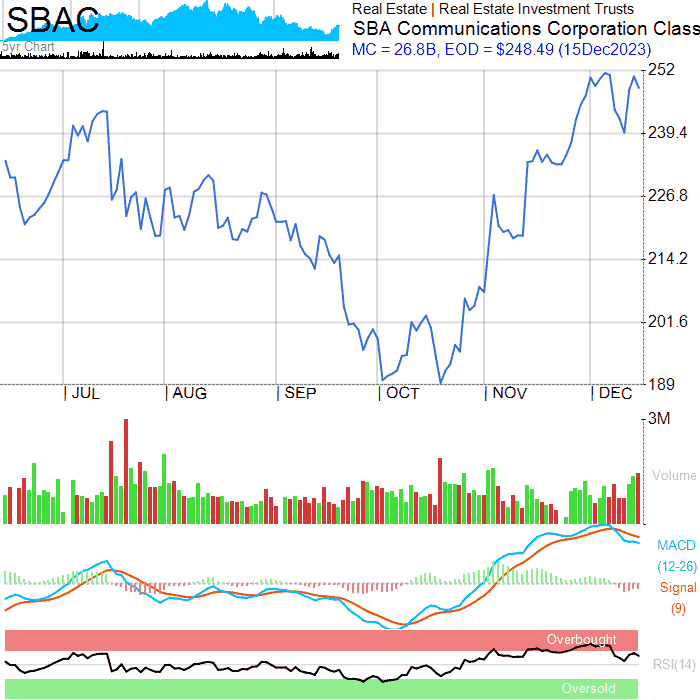 SBAC
5yr Chart
Real Estate | Real Estate Investment Trusts
SBA Communications Corporation Class
MC = 26.8B, EOD = $248.49 (15Dec2023)
252
239.4
226.8
214.2
201.6
189
JUL
AUG
SEP
OCT
NOV
DEC
3M
Volume
MACD
(12-26)
Signal
(9)
Overbought
RSI(14)
Oversold